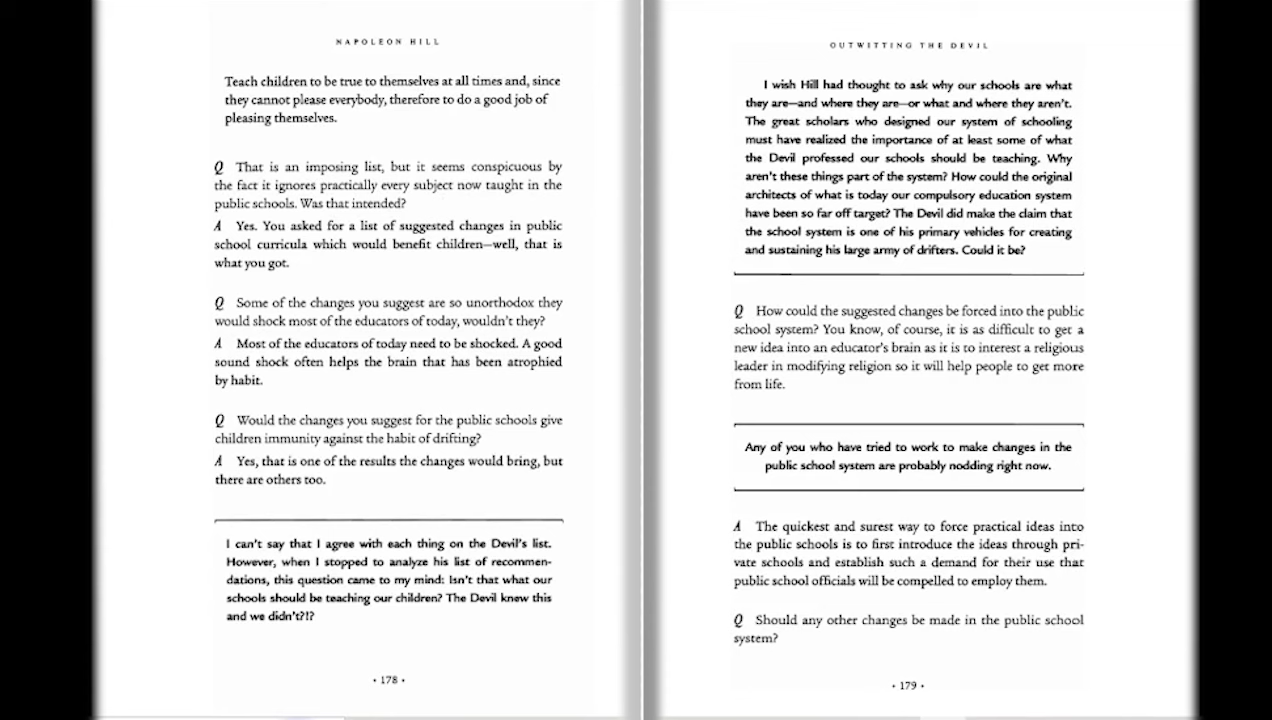 NAPOLEON HILL
Teach children to be true to themselves at all times and, since
they cannot please everybody, therefore to do a good job of
pleasing themselves.
Q That is an imposing list, but it seems conspicuous by
the fact it ignores practically every subject now taught in the
public schools. Was that intended?
A Yes. You asked for a list of suggested changes in public
school curricula which would benefit children—well, that is
what you got.
Q Some of the changes you suggest are so unorthodox they
would shock most of the educators of today, wouldn't they?
A Most of the educators of today need to be shocked. A good
sound shock often helps the brain that has been atrophied
by habit.
Q Would the changes you suggest for the public schools give
children immunity against the habit of drifting?
A Yes, that is one of the results the changes would bring, but
there are others too.
I can't say that I agree with each thing on the Devil's list.
However, when I stopped to analyze his list of recommen-
dations, this question came to my mind: Isn't that what our
schools should be teaching our children? The Devil knew this
and we didn't?!?
• 178 •
OUTWITTING THE DEVIL
I wish Hill had thought to ask why our schools are what
they are—and where they are—or what and where they aren't.
The great scholars who designed our system of schooling
must have realized the importance of at least some of what
the Devil professed our schools should be teaching. Why
aren't these things part of the system? How could the original
architects of what is today our compulsory education system
have been so far off target? The Devil did make the claim that
the school system is one of his primary vehicles for creating
and sustaining his large army of drifters. Could it be?
Q How could the suggested changes be forced into the public
school system? You know, of course, it is as difficult to get a
new idea into an educator's brain as it is to interest a religious
leader in modifying religion so it will help people to get more
from life.
Any of you who have tried to work to make changes in the
public school system are probably nodding right now.
A The quickest and surest way to force practical ideas into
the public schools is to first introduce the ideas through pri-
vate schools and establish such a demand for their use that
public school officials will be compelled to employ them.
Q Should any other changes be made in the public school
system?
• 179 •